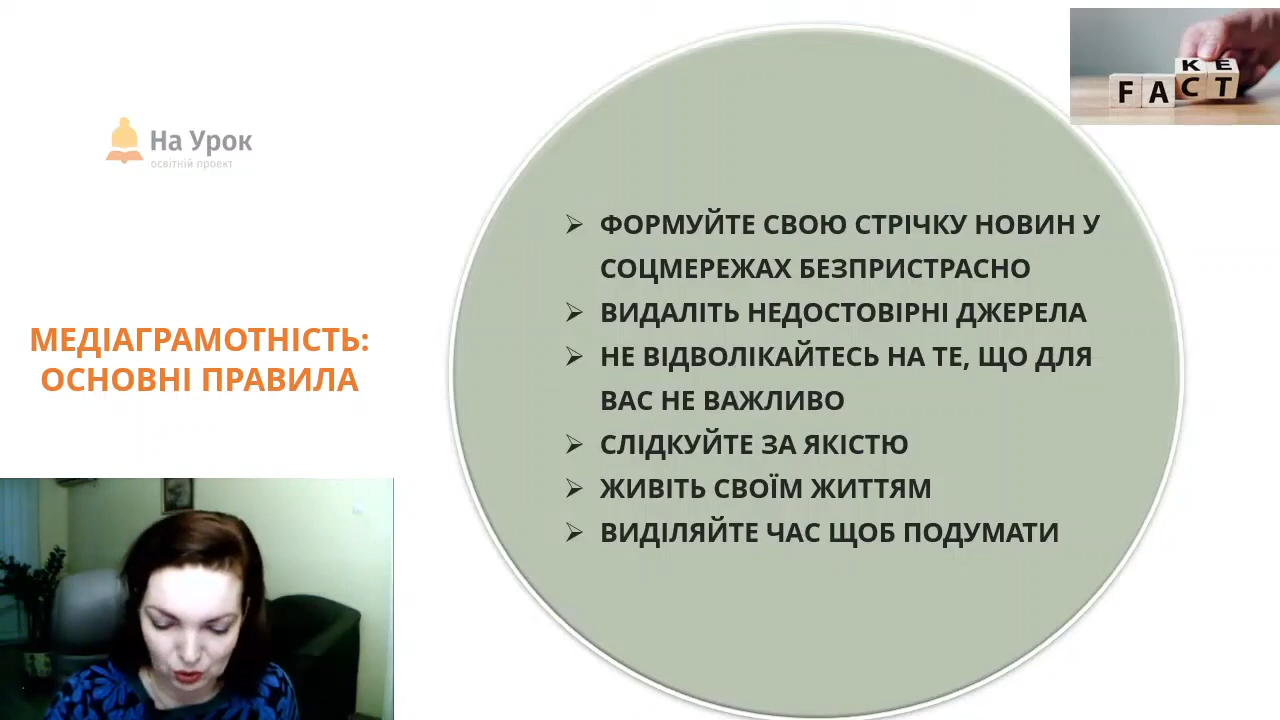 На Урок
освітній проект
МЕДІАГРАМОТНІСТЬ:
ОСНОВНІ ПРАВИЛА
ФОРМУЙТЕ СВОЮ СТРІЧКУ НОВИН У
СОЦМЕРЕЖАХ БЕЗПРИСТРАСНО
ВИДАЛІТЬ НЕДОСТОВІРНІ ДЖЕРЕЛА
НЕ ВІДВОЛІКАЙТЕСЬ НА ТЕ, ЩО ДЛЯ
ВАС НЕ ВАЖЛИВО
СЛІДКУЙТЕ ЗА ЯКІСТЮ
ЖИВІТЬ СВОЇМ ЖИТТЯМ
ВИДІЛЯЙТЕ ЧАС ЩОБ ПОДУМАТИ
KE
FACT